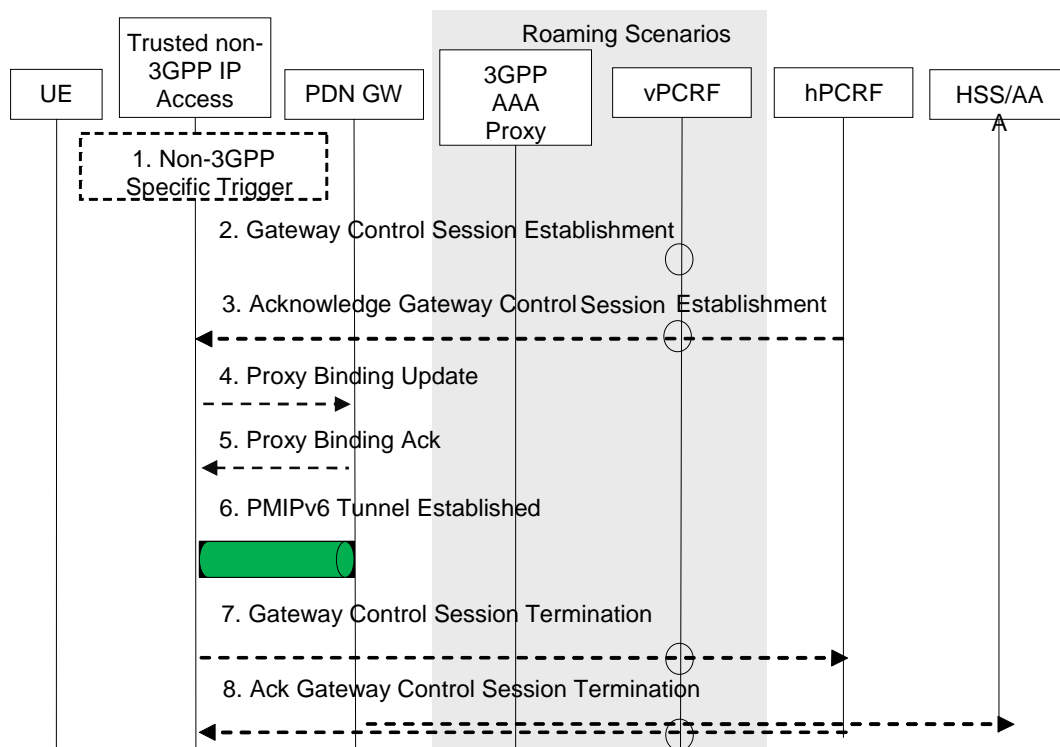 Roaming Scenarios
UE
Trusted non-
3GPP IP
Access
PDN GW
3GPP
AAA
Proxy
vPCRF
hPCRF
HSS/AA
A
1. Non-3GPP
Specific Trigger
2. Gateway Control Session Establishment
3. Acknowledge Gateway Control Session Establishment
4. Proxy Binding Update
5. Proxy Binding Ack
6. PMIPv6 Tunnel Established
7. Gateway Control Session Termination
8. Ack Gateway Control Session Termination